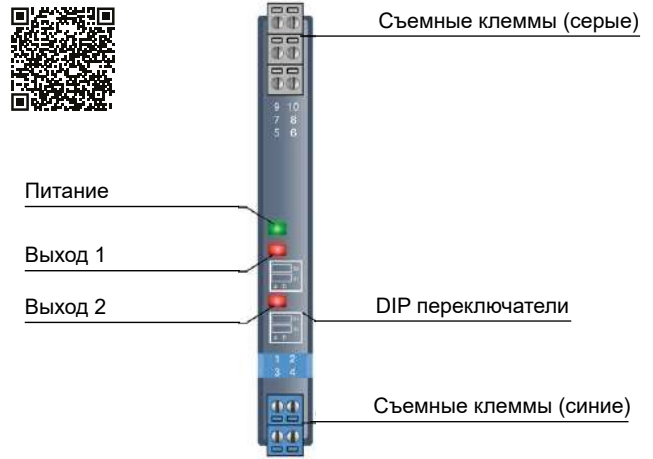 Съемные клеммы (серые)
9 10
7 8
5 6
Питание
Выход 1
Выход 2
DIP переключатели
1 2
3 4
Съемные клеммы (синие)